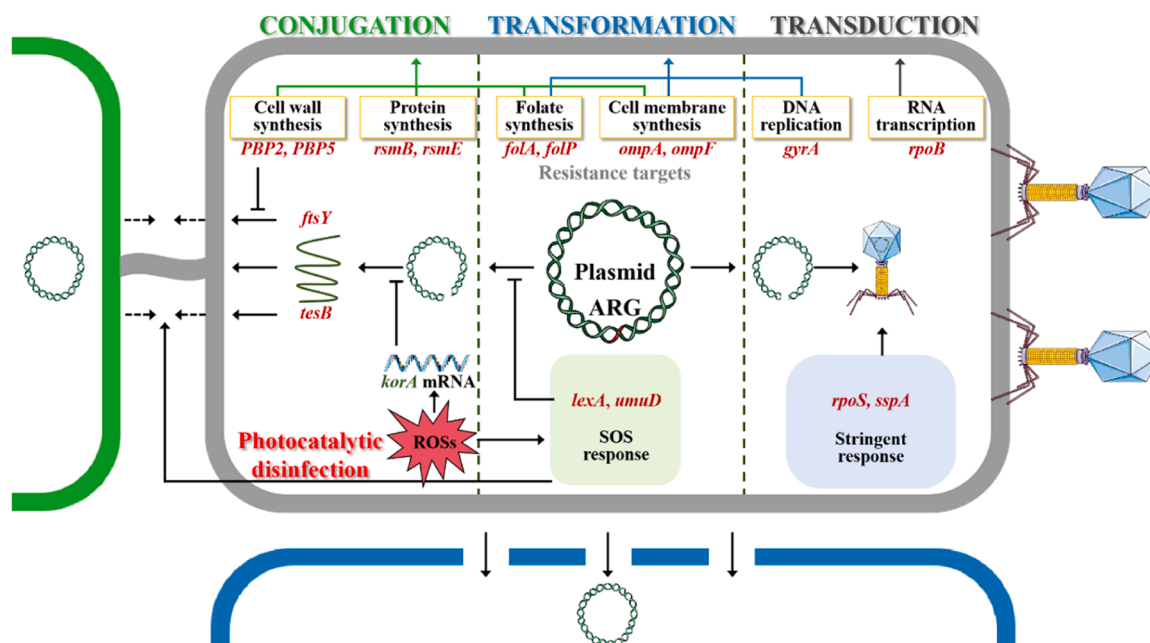 CONJUGATION TRANSFORMATION TRANSDUCTION
Cell wall
synthesis
Protein
synthesis
Folate
synthesis
Cell membrane
synthesis
DNA
replication
RNA
transcription
PBP2, PBP5
rsmB, rsmE
folA, folP
ompA, ompF
gyrA
rpoB
Resistance targets
ftsY
tesB
Plasmid
ARG
korA mRNA
ROSs
Photocatalytic
disinfection
lexA, umuD
SOS
response
rpoS, sspA
Stringent
response